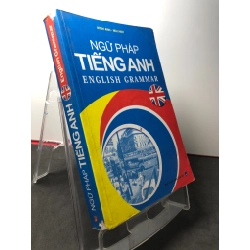 NGỮ PHÁP
TIẾNG ANH
ENGLISH GRAMMAR
NGỮ PHÁP TIẾNG ANH